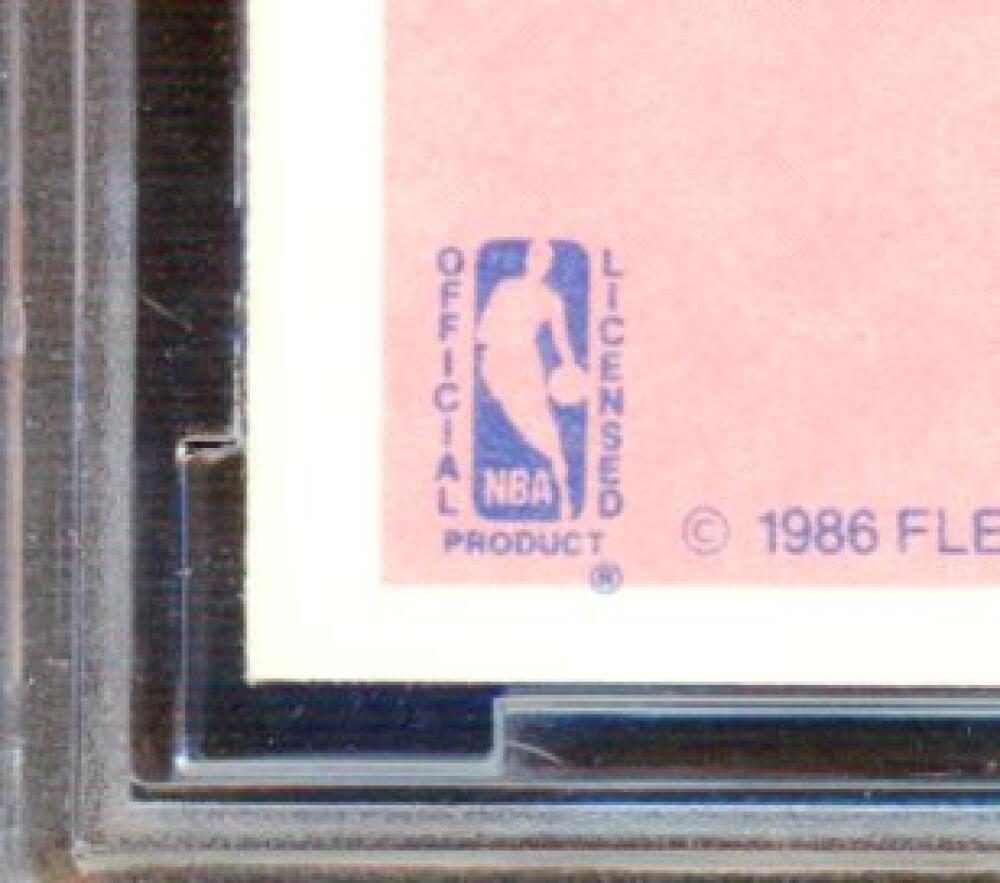 OFFICIAL
LICENSED
NBA
PRODUCT
®
© 1986 FLE